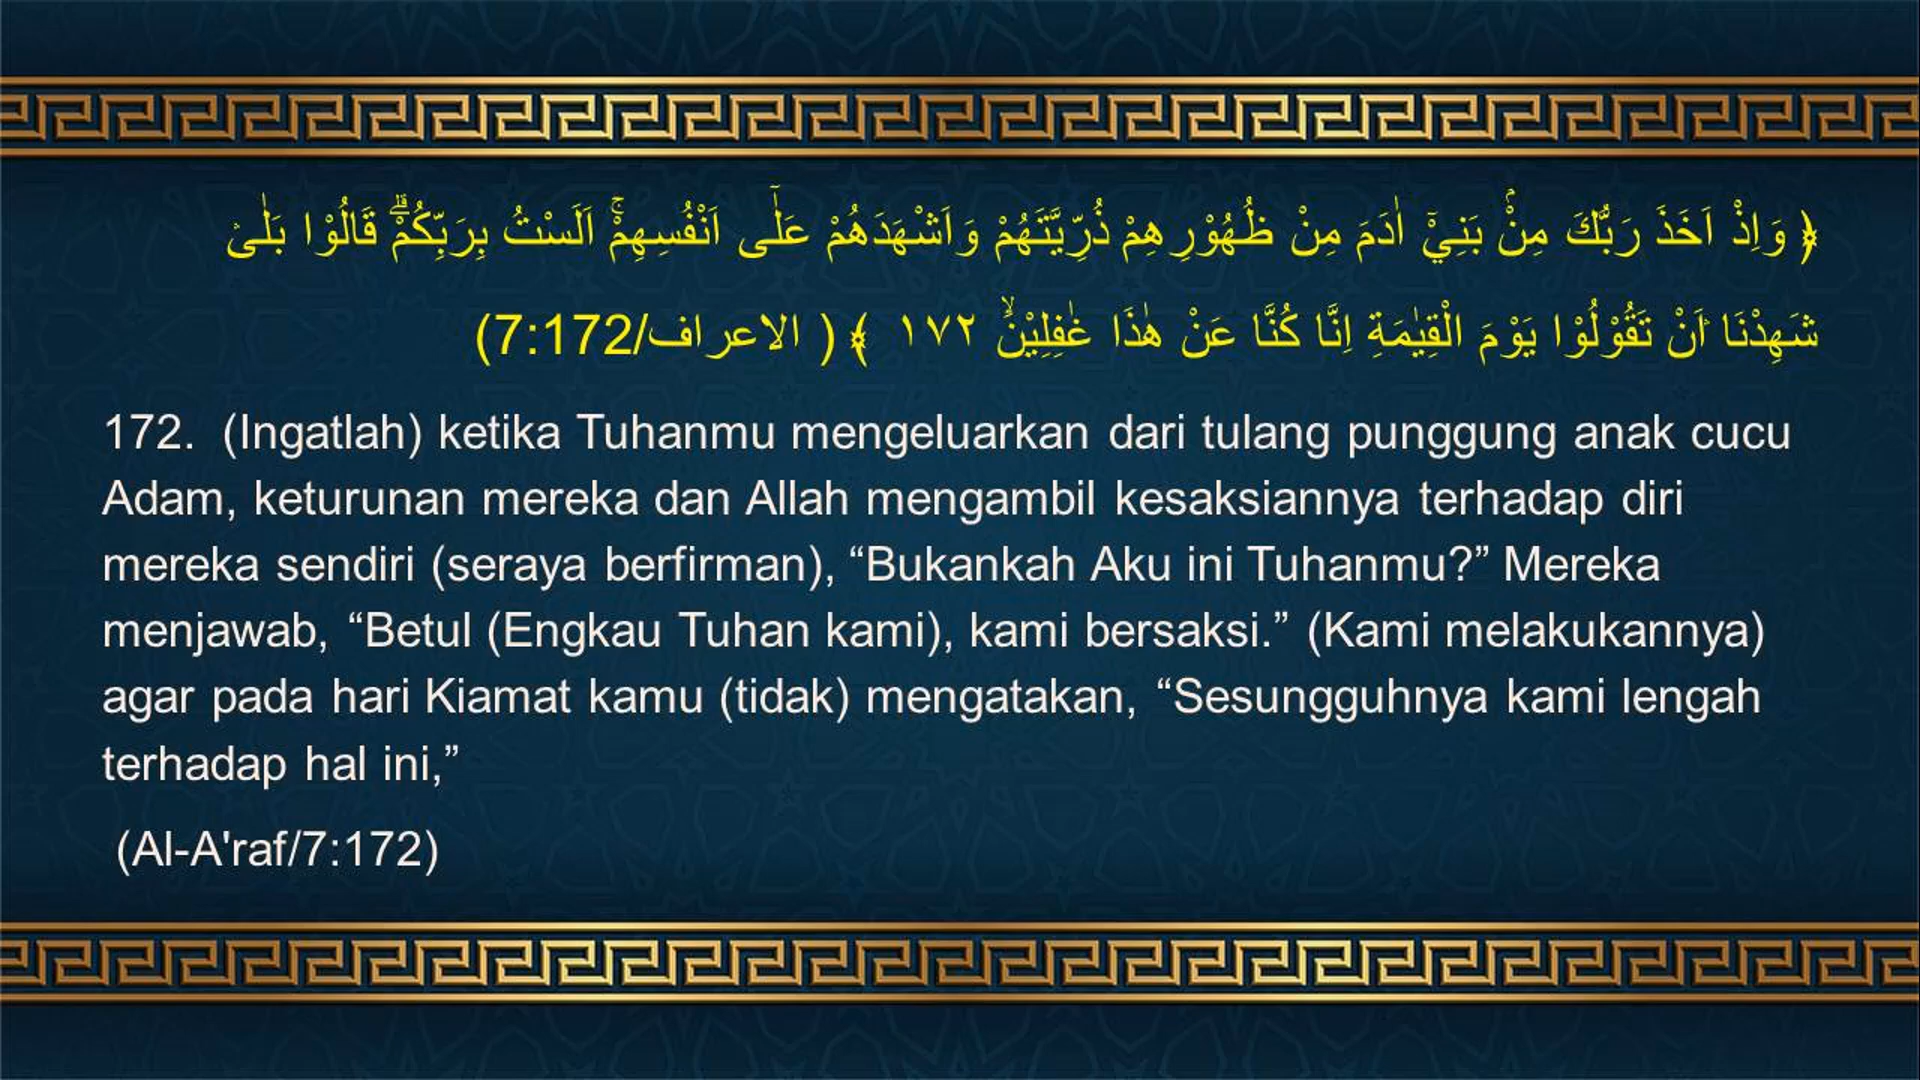 ﴿ وَاِذْ اَخَذَ رَبُّكَ مِنْۢ بَنِيْٓ اٰدَمَ مِنْ ظُهُوْرِهِمْ ذُرِّيَّتَهُمْ وَاَشْهَدَهُمْ عَلٰٓى اَنْفُسِهِمْۚ اَلَسْتُ بِرَبِّكُمْۗ قَالُوْا بَلٰىۛ
شَهِدْنَا ۛاَنْ تَقُوْلُوْا يَوْمَ الْقِيٰمَةِ اِنَّا كُنَّا عَنْ هٰذَا غٰفِلِيْنَۙ ١٧٢ ﴾ ( الاعراف/7:172)
172. (Ingatlah) ketika Tuhanmu mengeluarkan dari tulang punggung anak cucu
Adam, keturunan mereka dan Allah mengambil kesaksiannya terhadap diri
mereka sendiri (seraya berfirman), “Bukankah Aku ini Tuhanmu?” Mereka
menjawab, “Betul (Engkau Tuhan kami), kami bersaksi.” (Kami melakukannya)
agar pada hari Kiamat kamu (tidak) mengatakan, “Sesungguhnya kami lengah
terhadap hal ini,”
(Al-A'raf/7:172)